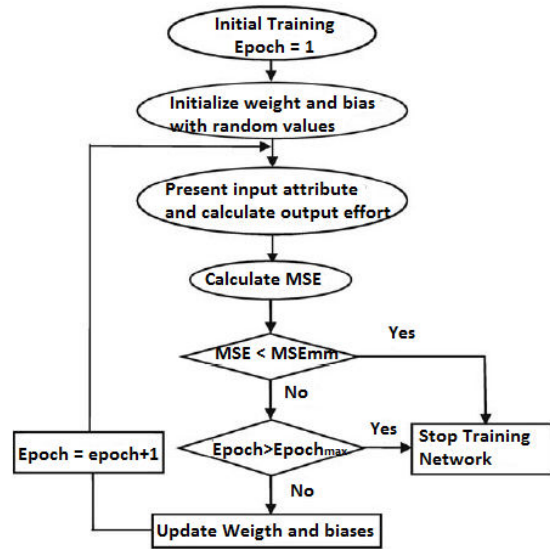 Initial Training
Epoch = 1
Initialize weight and bias
with random values
Present input attribute
and calculate output effort
Calculate MSE
MSE < MSEmm
Yes
No
Epoch>Epochmax
Yes
Stop Training
Network
Epoch = epoch+1
No
Update Weigth and biases